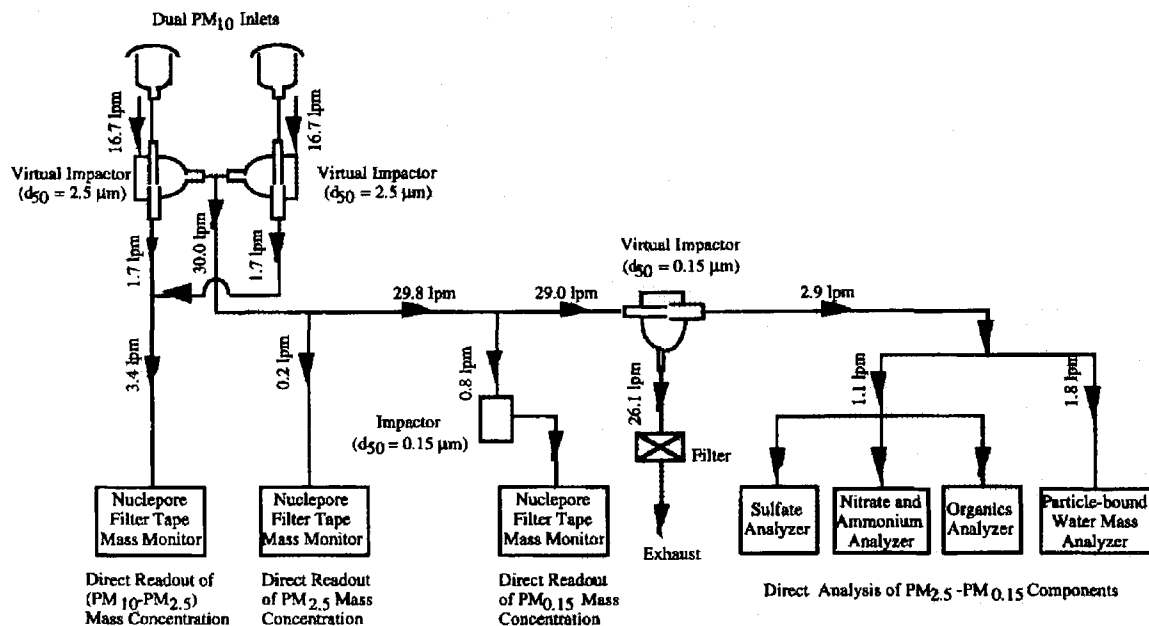 Dual PM10 Inlets
16.7 lpm
16.7 lpm
Virtual Impactor
(d50 = 2.5 µm)
Virtual Impactor
(d50 = 2.5 µm)
1.7 lpm
30.0 lpm
1.7 lpm
Virtual Impactor
(d50 = 0.15 µm)
29.8 lpm
29.0 lpm
2.9 lpm
3.4 lpm
0.2 lpm
0.8 lpm
26.1 lpm
1.1 lpm
1.8 lpm
Impactor
(d50 = 0.15 µm)
Filter
Nuclepore
Filter Tape
Mass Monitor
Nuclepore
Filter Tape
Mass Monitor
Nuclepore
Filter Tape
Mass Monitor
Exhaust
Sulfate
Analyzer
Nitrate and
Ammonium
Analyzer
Organics
Analyzer
Particle-bound
Water Mass
Analyzer
Direct Readout of
(PM10-PM2.5)
Mass Concentration
Direct Readout
of PM2.5 Mass
Concentration
Direct Readout
of PM0.15 Mass
Concentration
Direct Analysis of PM2.5 -PM0.15 Components